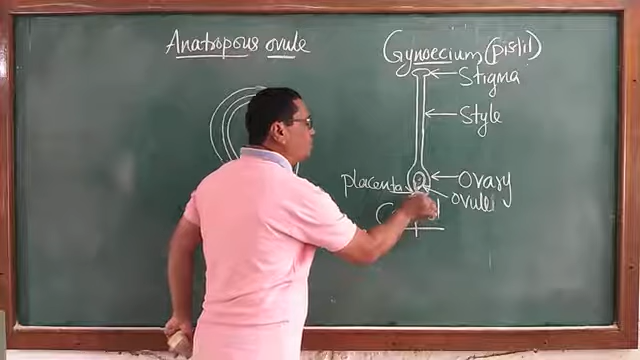 Anatropous ovule
Gynoecium (pistil)
Stigma
Style
placenta
Ovary
ovule